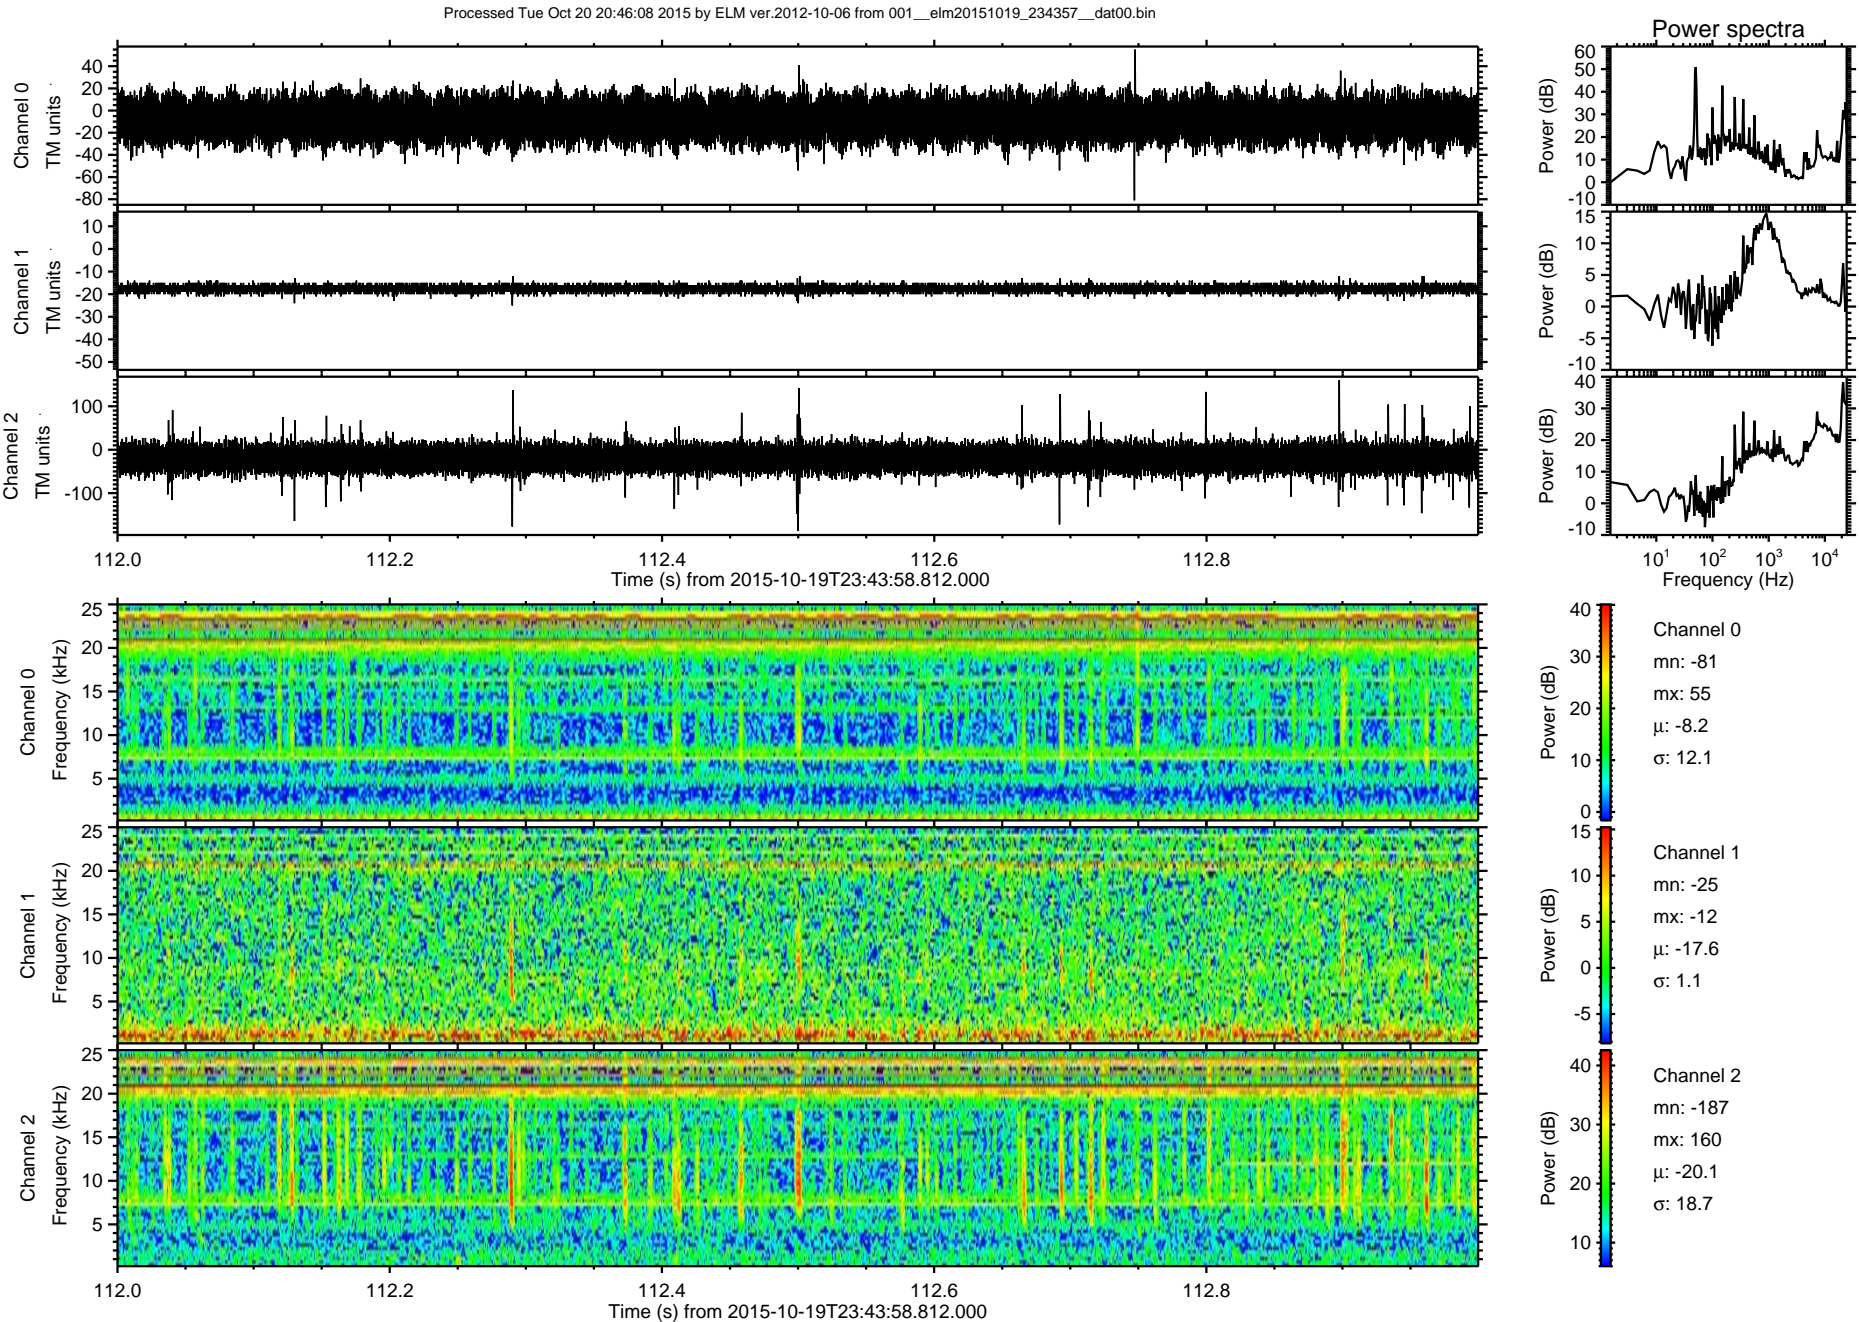 Processed Tue Oct 20 20:46:08 2015 by ELM ver.2012-10-06 from 001__elm20151019_234357__dat00.bin
Power spectra
Channel 0
TM units
40
20
0
-20
-40
-60
-80
Power (dB)
60
50
40
30
20
10
0
-10
Channel 1
TM units
10
0
-10
-20
-30
-40
-50
Power (dB)
15
10
5
0
-5
-10
Channel 2
TM units
100
0
-100
Power (dB)
40
30
20
10
0
-10
112.0 112.2 112.4 112.6 112.8
Time (s) from 2015-10-19T23:43:58.812.000
10^1 10^2 10^3 10^4
Frequency (Hz)
Channel 0
Frequency (kHz)
25
20
15
10
5
Power (dB)
40
30
20
10
0
Channel 0
mn: -81
mx: 55
μ: -8.2
σ: 12.1
Channel 1
Frequency (kHz)
25
20
15
10
5
Power (dB)
15
10
5
0
-5
Channel 1
mn: -25
mx: -12
μ: -17.6
σ: 1.1
Channel 2
Frequency (kHz)
25
20
15
10
5
Power (dB)
40
30
20
10
Channel 2
mn: -187
mx: 160
μ: -20.1
σ: 18.7
112.0 112.2 112.4 112.6 112.8
Time (s) from 2015-10-19T23:43:58.812.000